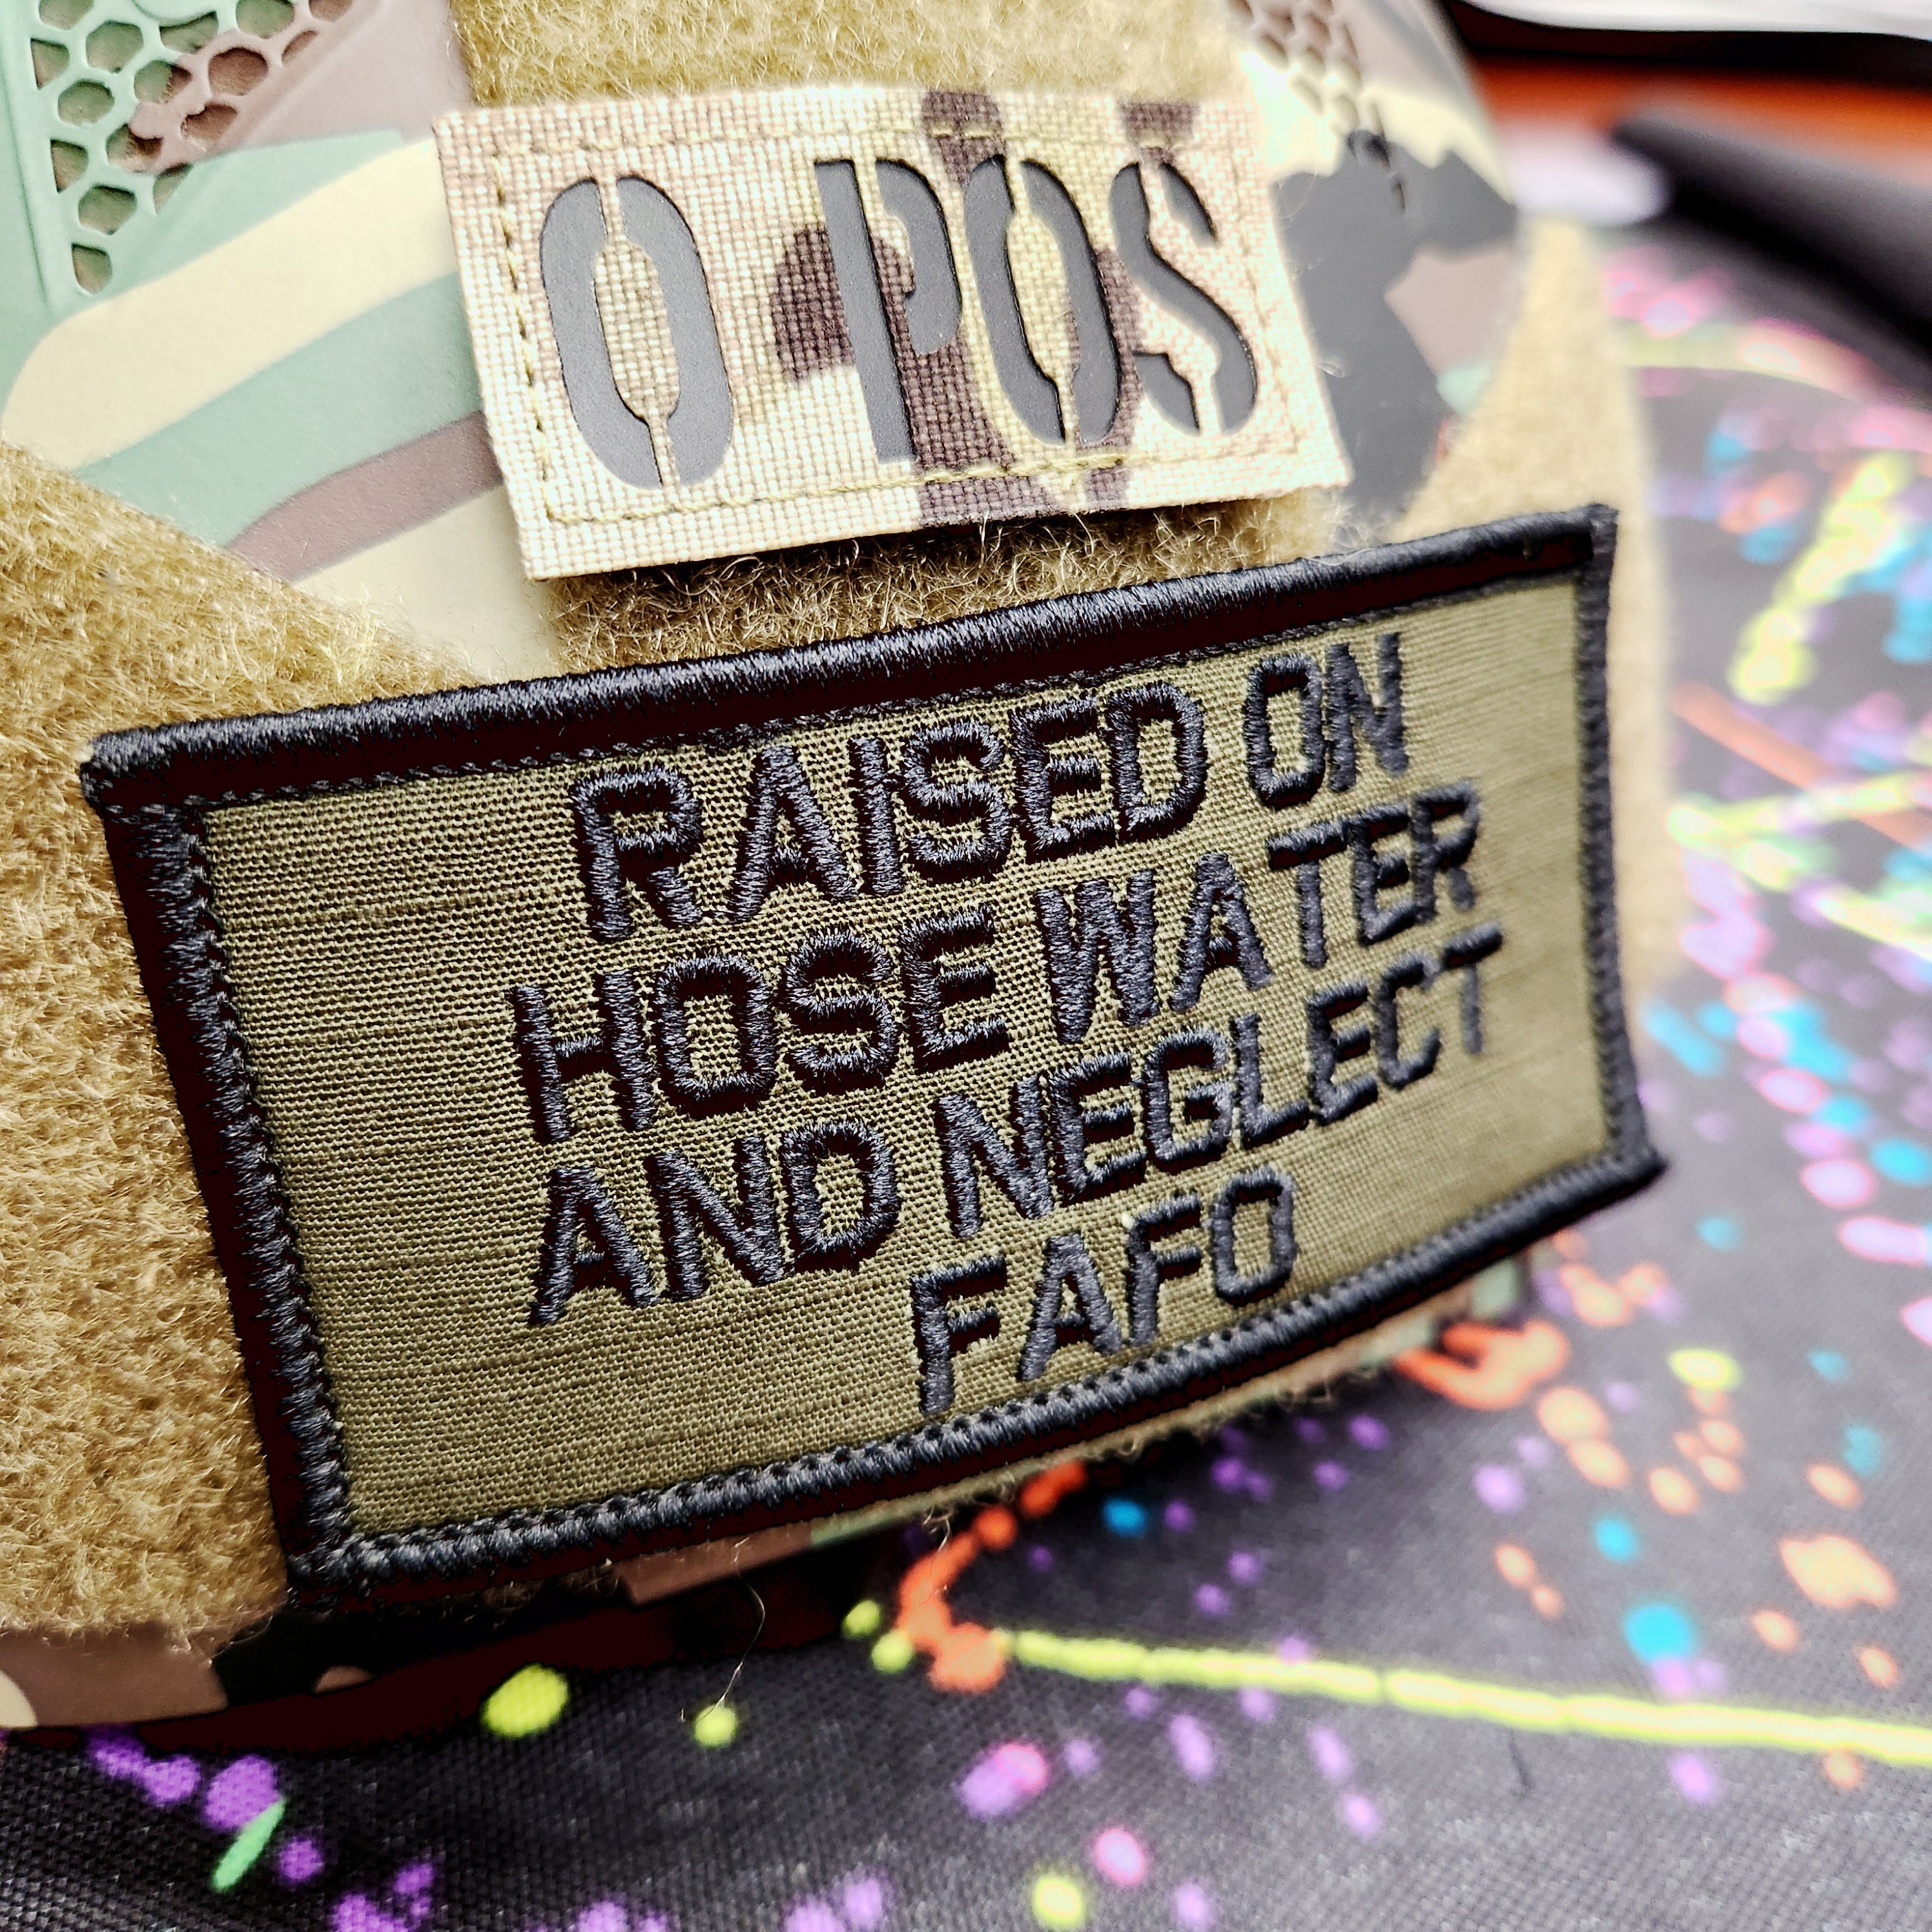 O POS
RAISED ON
HOSE WATER
AND NEGLECT
FAFO